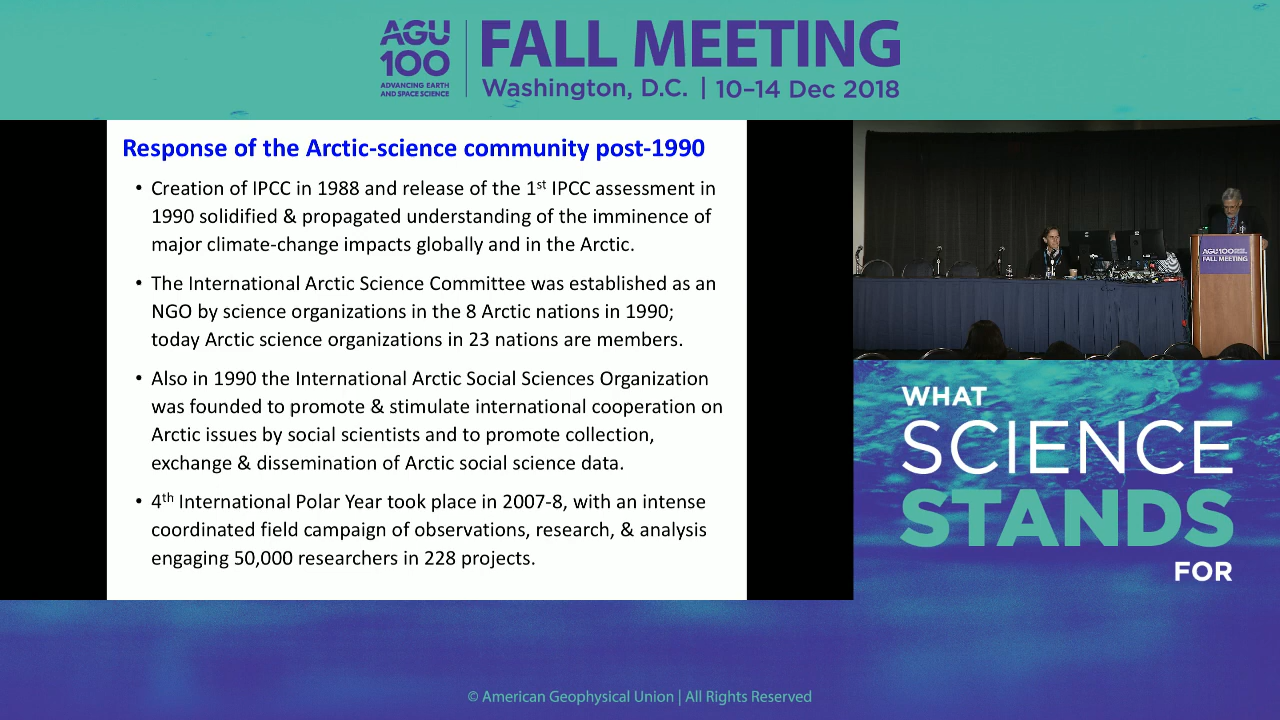 AGU
100
ADVANCING EARTH
AND SPACE SCIENCE
FALL MEETING
Washington, D.C. | 10–14 Dec 2018
Response of the Arctic-science community post-1990
• Creation of IPCC in 1988 and release of the 1st IPCC assessment in
1990 solidified & propagated understanding of the imminence of
major climate-change impacts globally and in the Arctic.
• The International Arctic Science Committee was established as an
NGO by science organizations in the 8 Arctic nations in 1990;
today Arctic science organizations in 23 nations are members.
• Also in 1990 the International Arctic Social Sciences Organization
was founded to promote & stimulate international cooperation on
Arctic issues by social scientists and to promote collection,
exchange & dissemination of Arctic social science data.
• 4th International Polar Year took place in 2007-8, with an intense
coordinated field campaign of observations, research, & analysis
engaging 50,000 researchers in 228 projects.
AGU100
FALL MEETING
WHAT
SCIENCE
STANDS
FOR
© American Geophysical Union | All Rights Reserved